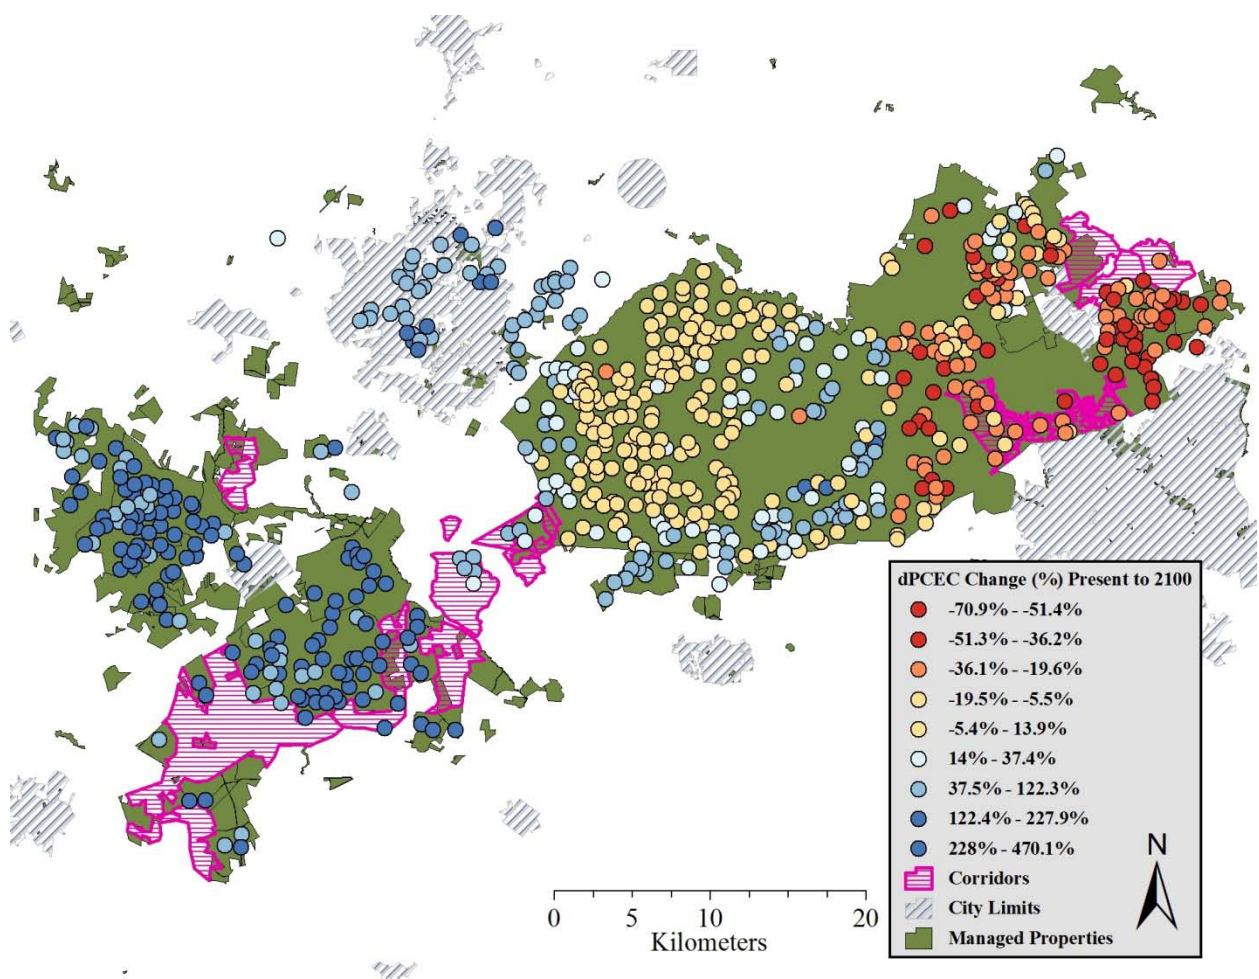 dPCEC Change (%) Present to 2100
-70.9% - -51.4%
-51.3% - -36.2%
-36.1% - -19.6%
-19.5% - -5.5%
-5.4% - 13.9%
14% - 37.4%
37.5% - 122.3%
122.4% - 227.9%
228% - 470.1%
Corridors
City Limits
Managed Properties
N
0 5 10 20
Kilometers